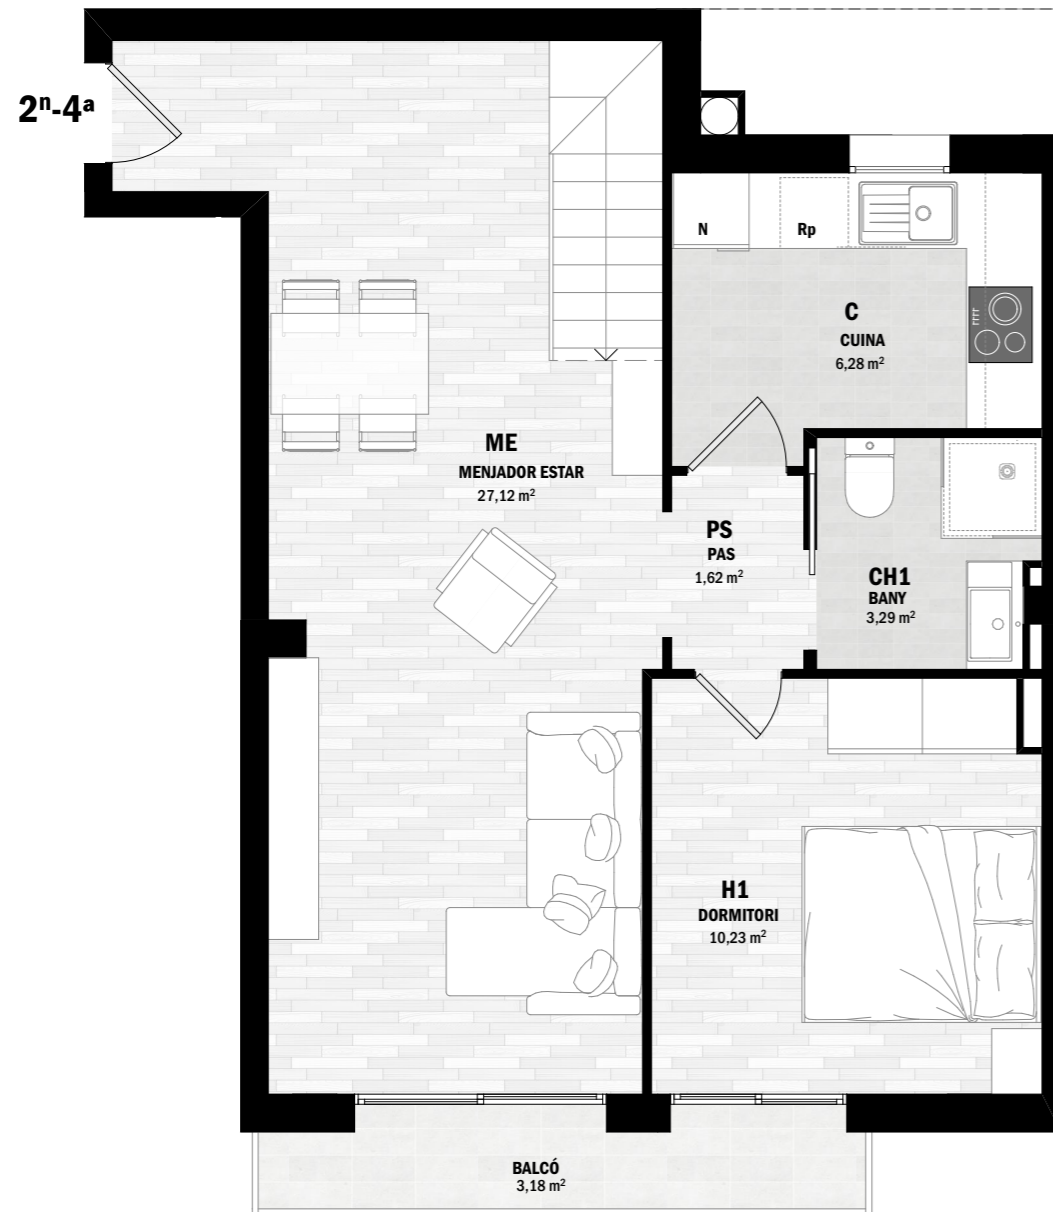 2ⁿ-4ª
N
Rp
C
CUINA
6,28 m²
ME
MENJADOR ESTAR
27,12 m²
PS
PAS
1,62 m²
CH1
BANY
3,29 m²
H1
DORMITORI
10,23 m²
BALCÓ
3,18 m²